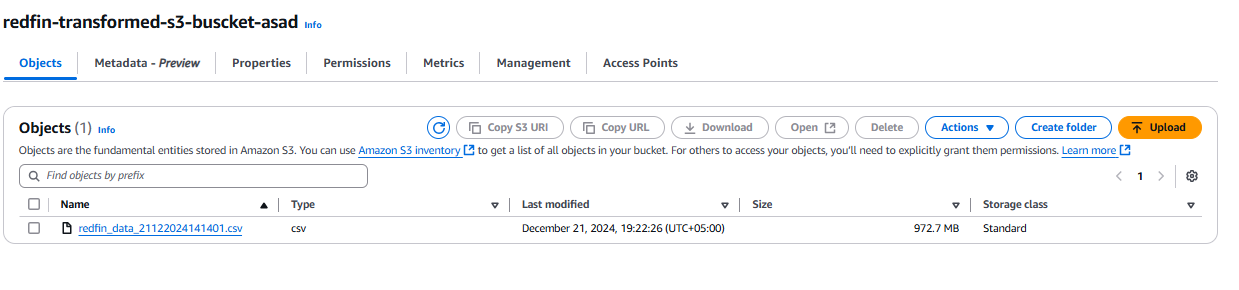 redfin-transformed-s3-buscket-asad Info
Objects Metadata - Preview Properties Permissions Metrics Management Access Points
Objects (1) Info Copy S3 URI Copy URL Download Open Delete Actions Create folder Upload
Objects are the fundamental entities stored in Amazon S3. You can use Amazon S3 inventory to get a list of all objects in your bucket. For others to access your objects, you'll need to explicitly grant them permissions. Learn more
Find objects by prefix 1
Name Type Last modified Size Storage class
redfin_data_21122024141401.csv csv December 21, 2024, 19:22:26 (UTC+05:00) 972.7 MB Standard